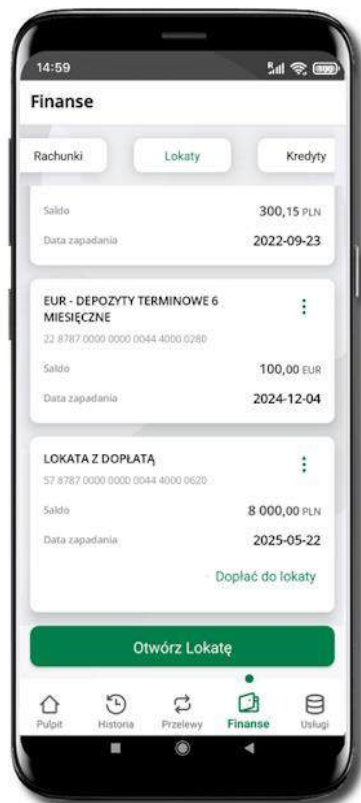 14:59
Finanse
Rachunki Lokaty Kredyty
Saldo 300,15 PLN
Data zapadania 2022-09-23
EUR - DEPOZYTY TERMINOWE 6
MIESIĘCZNE
22 8787 0000 0000 0044 4000 0280
Saldo 100,00 EUR
Data zapadania 2024-12-04
LOKATA Z DOPŁATĄ
57 8787 0000 0000 0044 4000 0620
Saldo 8 000,00 PLN
Data zapadania 2025-05-22
Dopłać do lokaty
Otwórz Lokatę
Pulpit Historia Przelewy Finanse Usługi